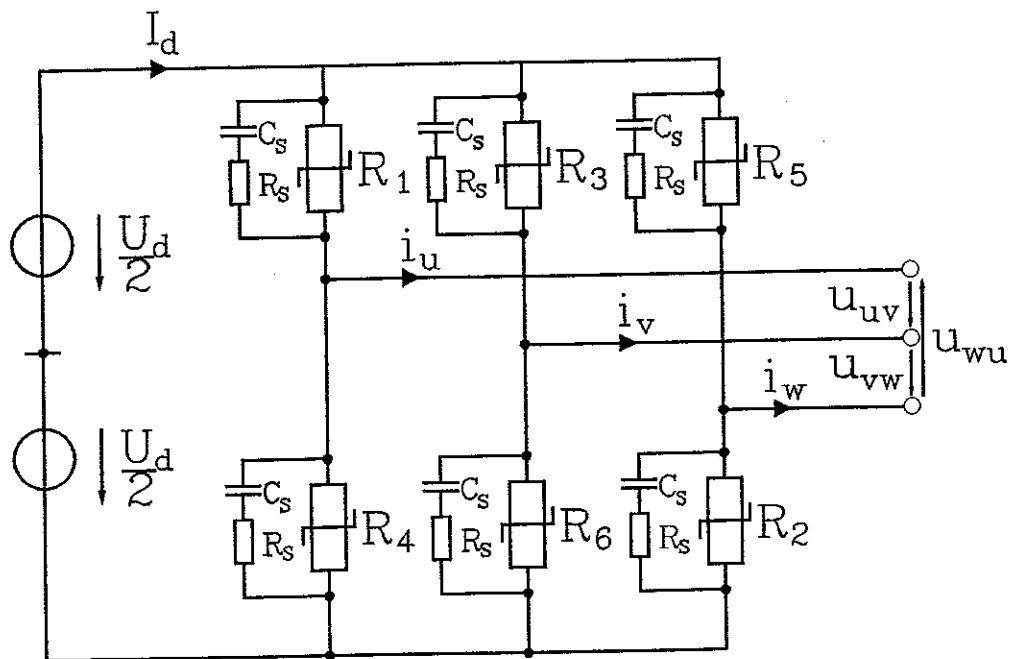 I_d
C_s
R_s
R_1
C_s
R_s
R_3
C_s
R_s
R_5
U_d/2
i_u
i_v
i_w
u_uv
u_vw
u_wu
U_d/2
C_s
R_s
R_4
C_s
R_s
R_6
C_s
R_s
R_2